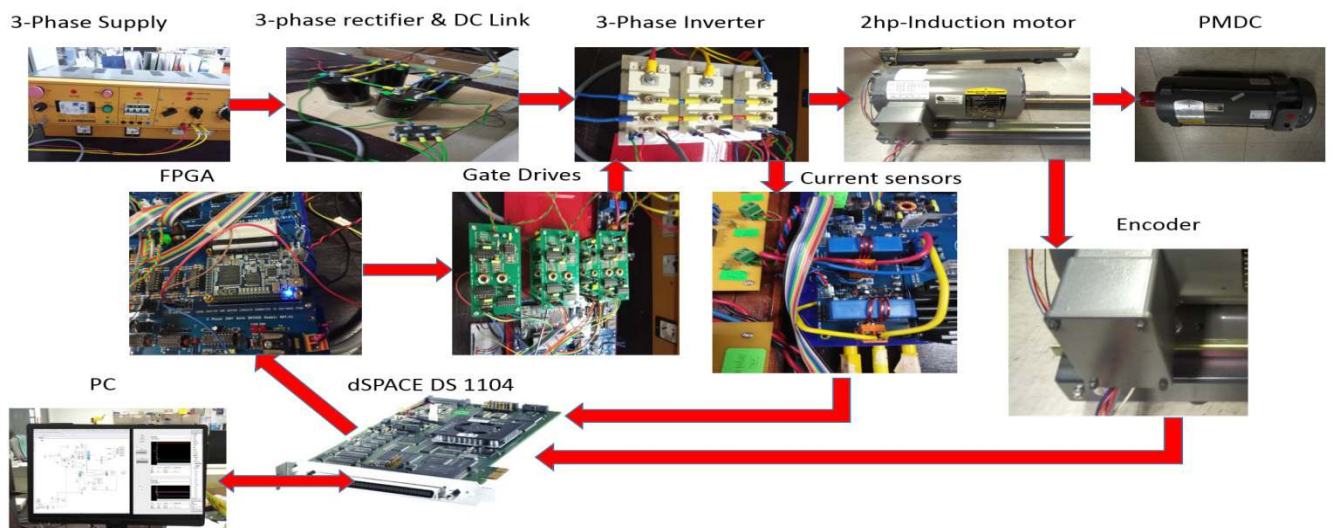 3-Phase Supply
3-phase rectifier & DC Link
3-Phase Inverter
2hp-Induction motor
PMDC
FPGA
Gate Drives
Current sensors
Encoder
PC
dSPACE DS 1104